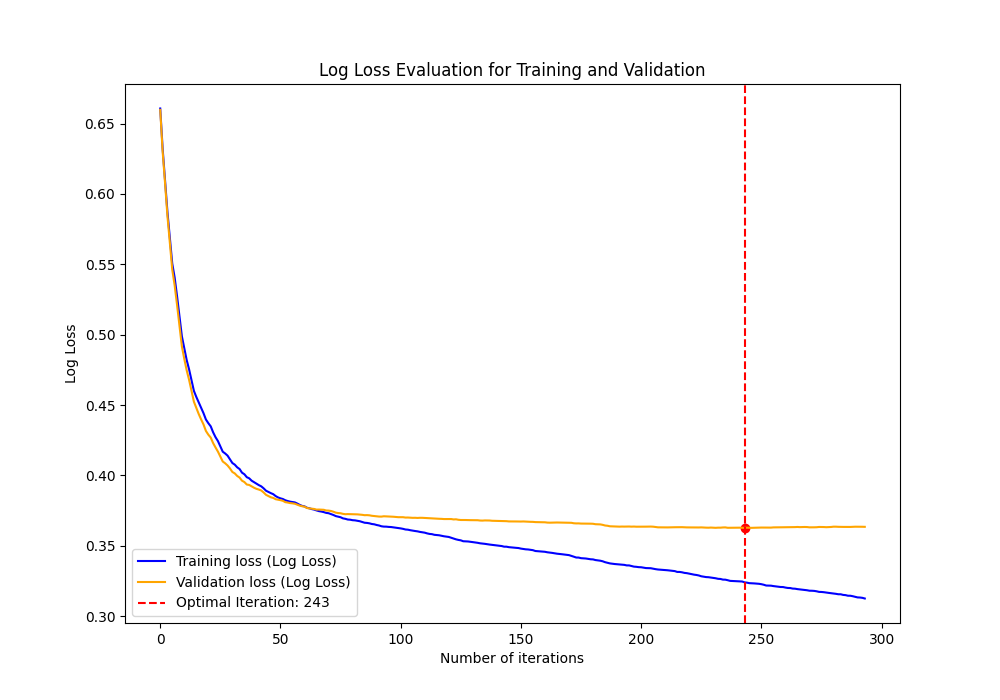 Log Loss Evaluation for Training and Validation
0.65
0.60
0.55
0.50
0.45
0.40
0.35
0.30
Log Loss
Training loss (Log Loss)
Validation loss (Log Loss)
Optimal Iteration: 243
0 50 100 150 200 250 300
Number of iterations